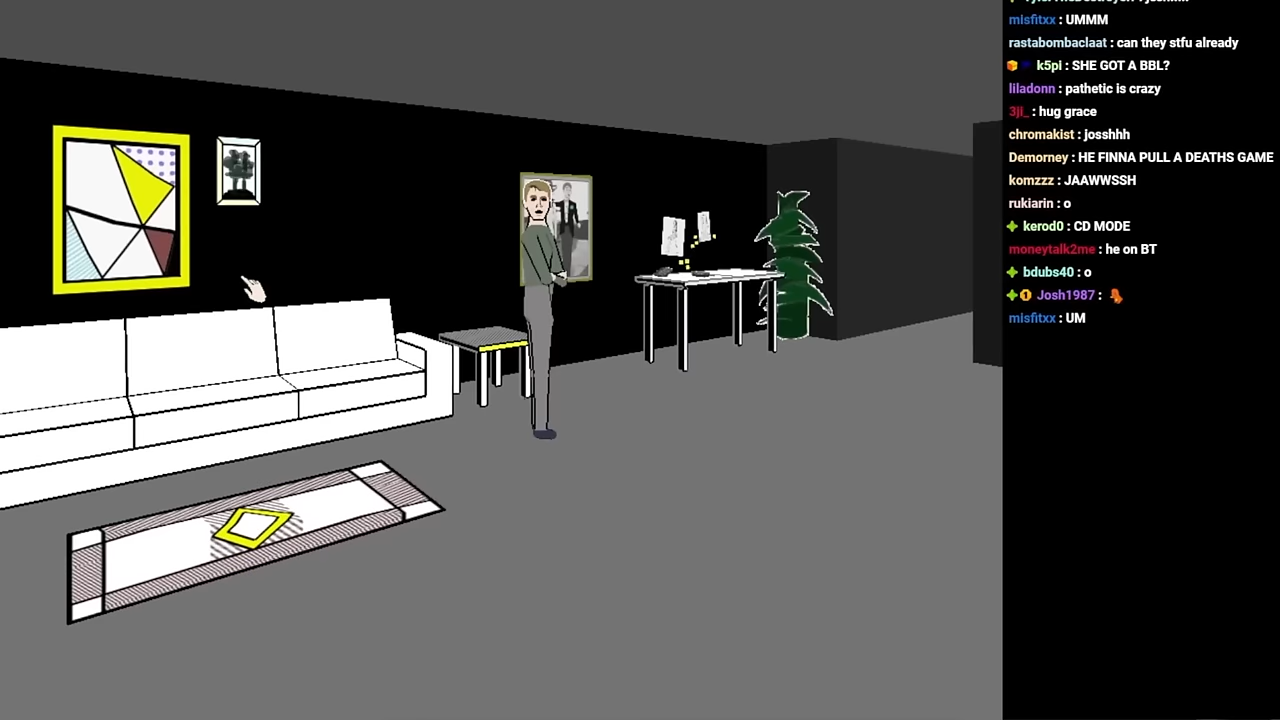 misfitxx : UMMM
rastabombaclaat : can they stfu already
k5pi : SHE GOT A BBL?
liladonn : pathetic is crazy
3ji_ : hug grace
chromakist : josshhh
Demorney : HE FINNA PULL A DEATHS GAME
komzzz : JAAWWSSH
rukiarin : o
kerod0 : CD MODE
moneytalk2me : he on BT
bdubs40 : o
Josh1987 :
misfitxx : UM